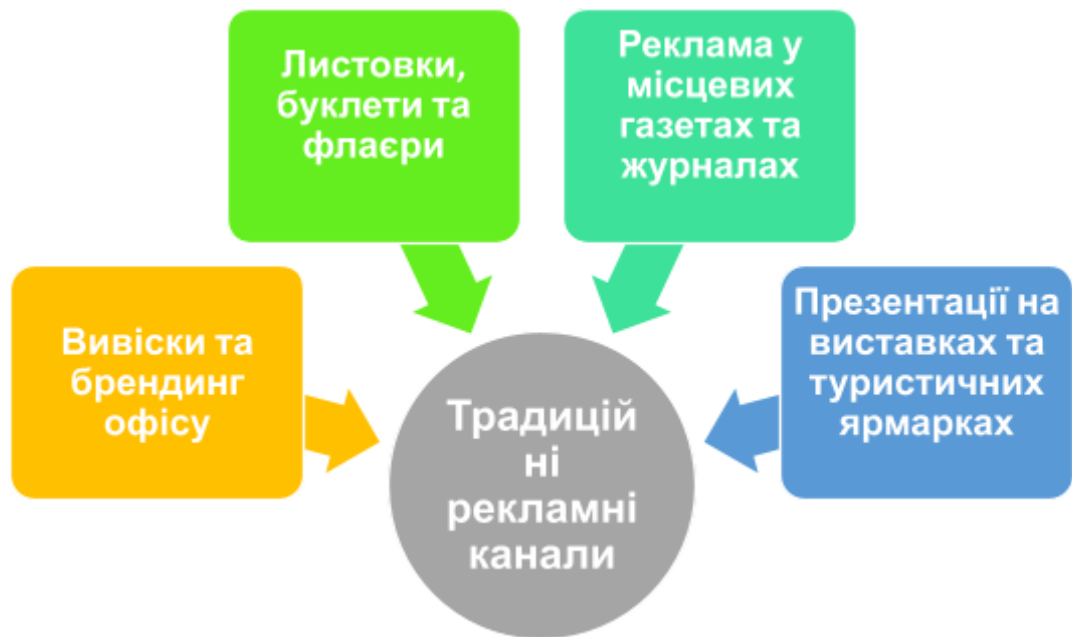 Листовки,
буклети та
флаєри
Реклама у
місцевих
газетах та
журналах
Вивіски та
брендинг
офісу
Презентації на
виставках та
туристичних
ярмарках
Традицій
ні
рекламні
канали